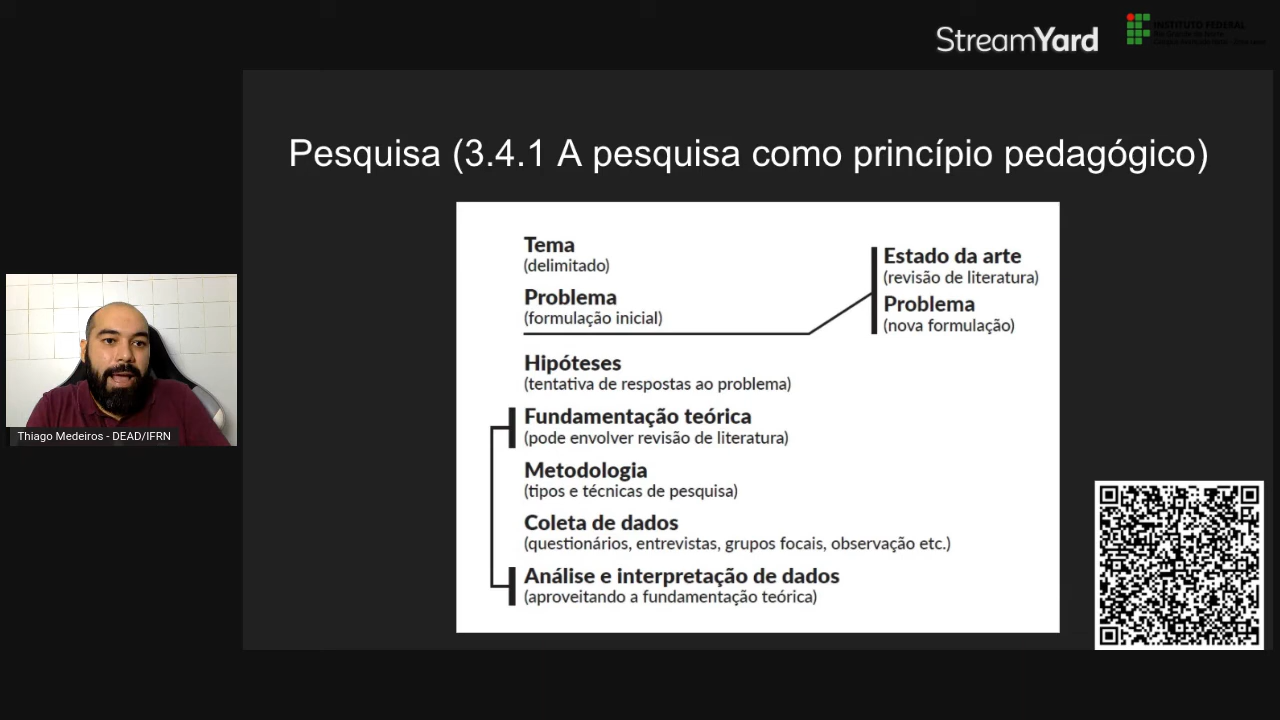 StreamYard
INSTITUTO FEDERAL
Pesquisa (3.4.1 A pesquisa como princípio pedagógico)
Tema
(delimitado)
Problema
(formulação inicial)
Estado da arte
(revisão de literatura)
Problema
(nova formulação)
Hipóteses
(tentativa de respostas ao problema)
Fundamentação teórica
(pode envolver revisão de literatura)
Metodologia
(tipos e técnicas de pesquisa)
Coleta de dados
(questionários, entrevistas, grupos focais, observação etc.)
Análise e interpretação de dados
(aproveitando a fundamentação teórica)
Thiago Medeiros - DEAD/IFRN